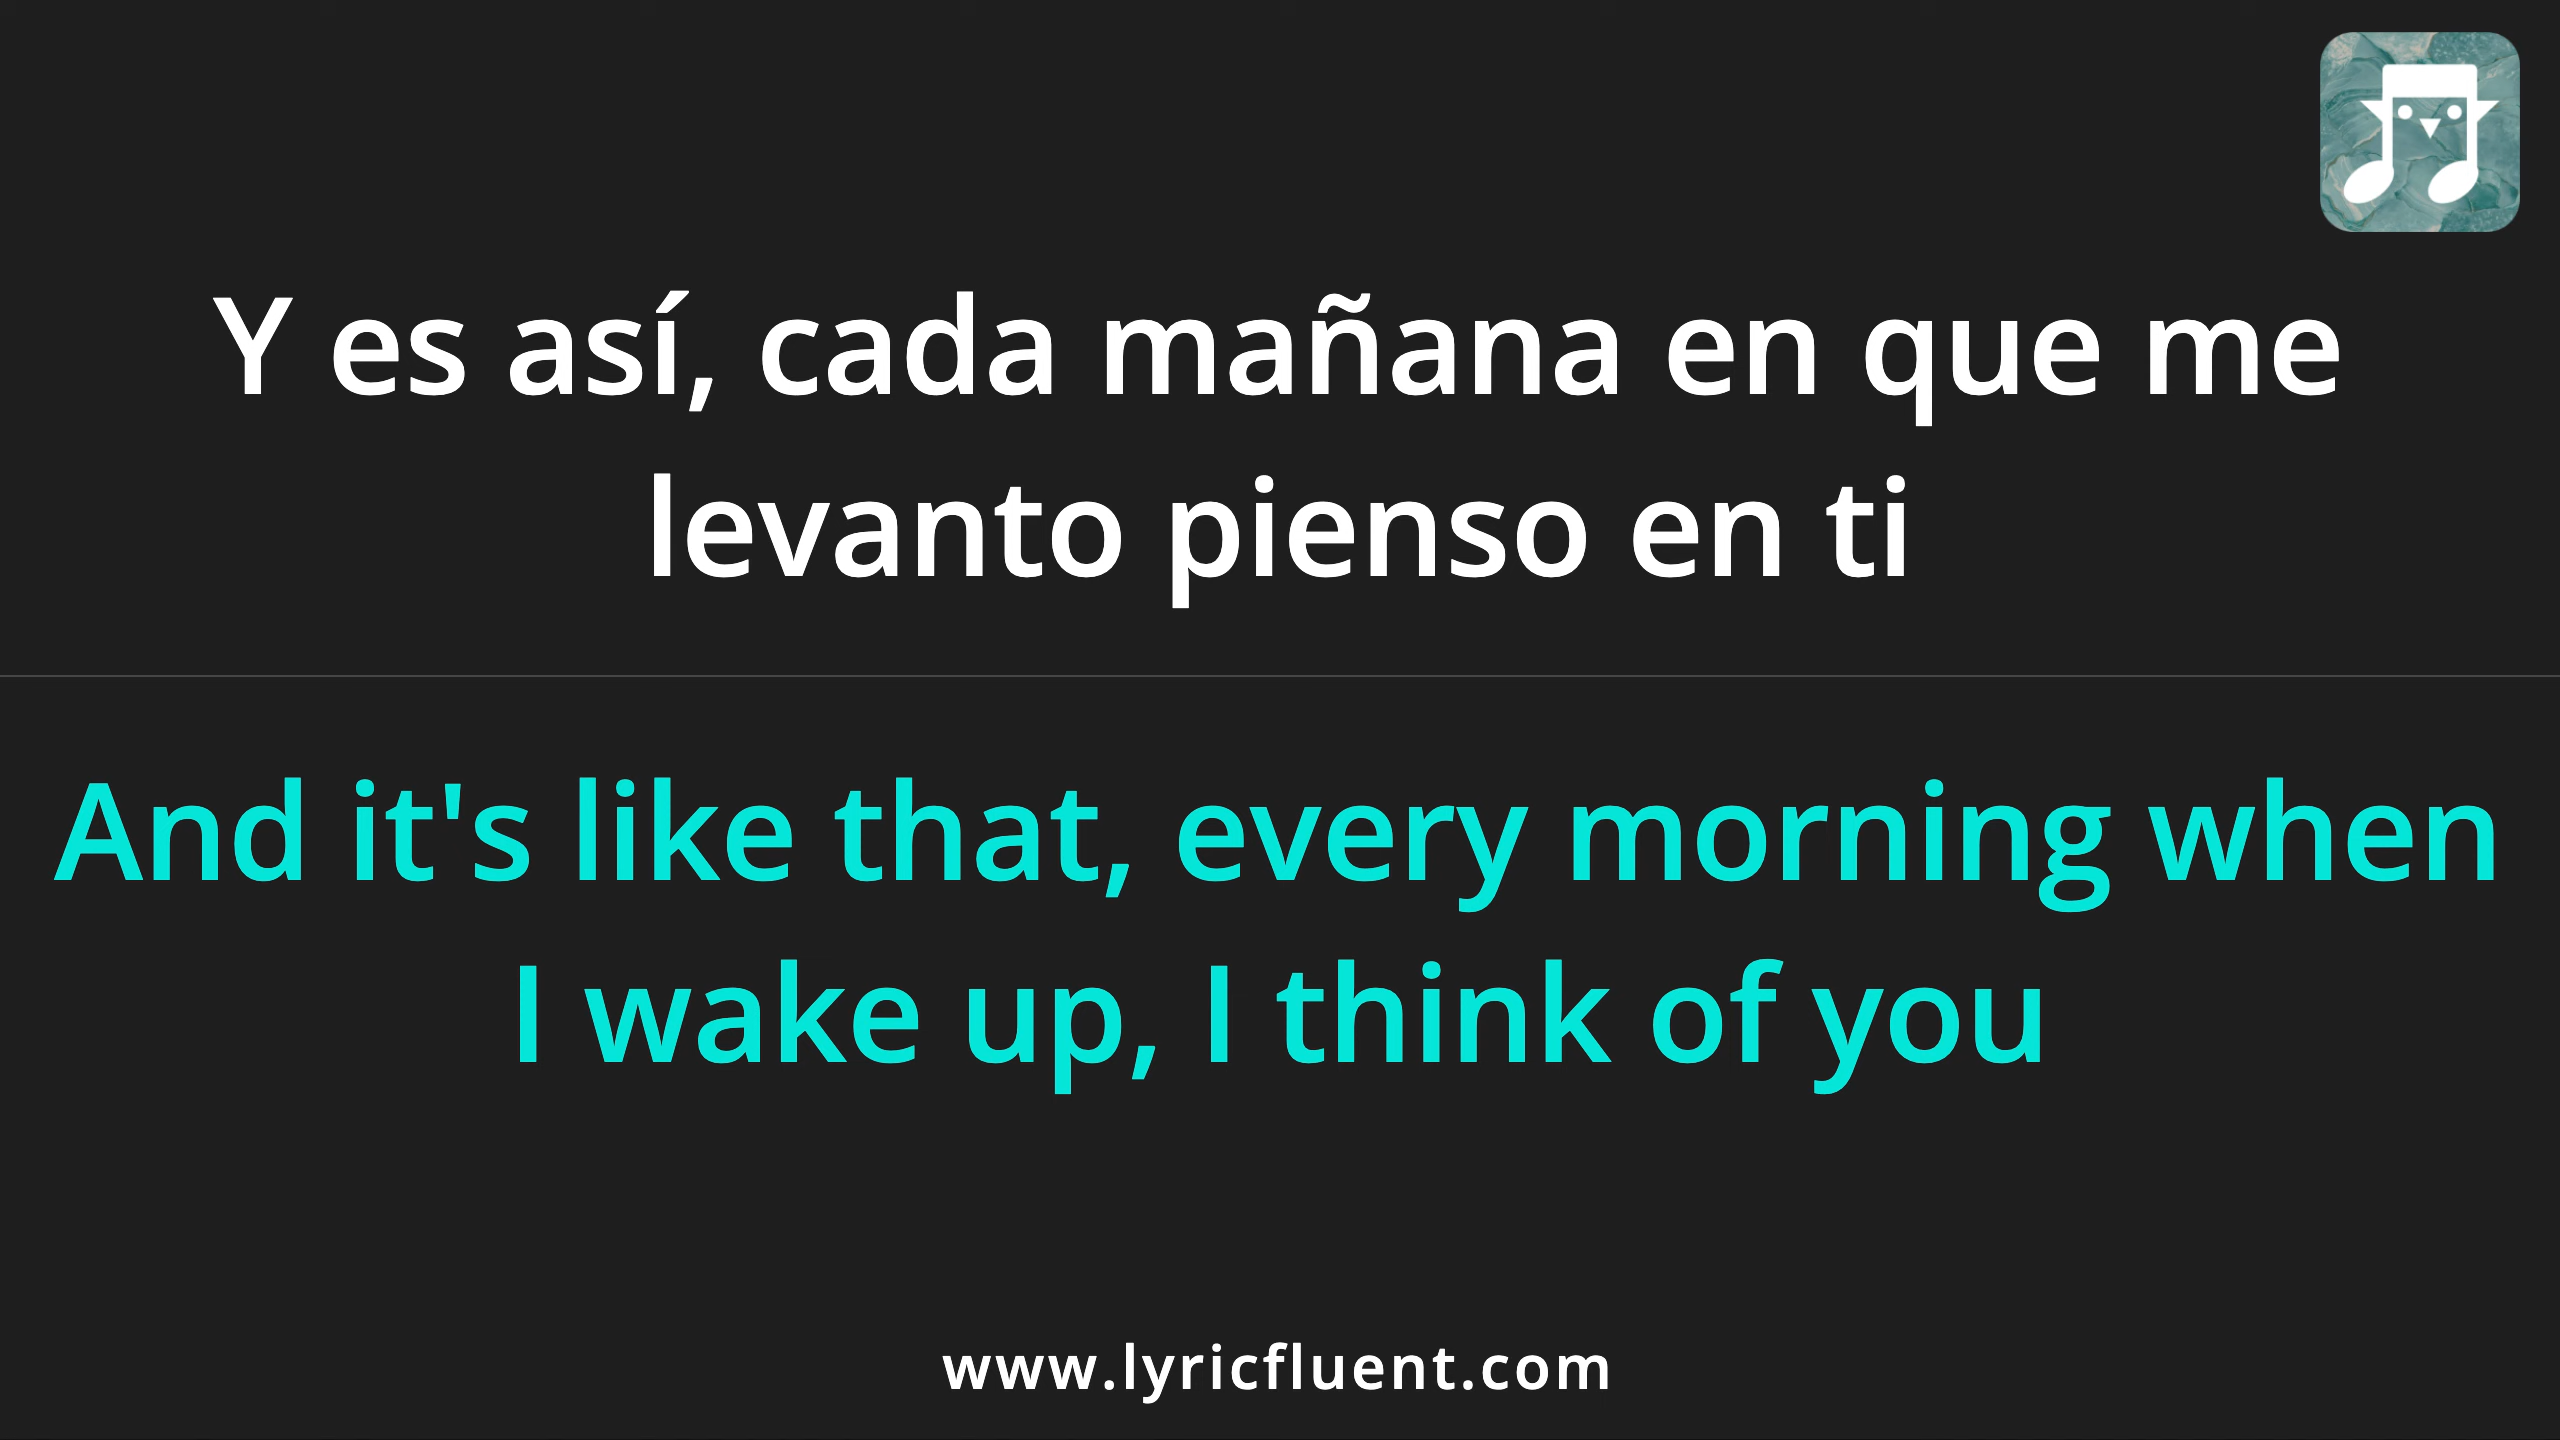 Y es así, cada mañana en que me
levanto pienso en ti
And it's like that, every morning when
I wake up, I think of you
www.lyricfluent.com